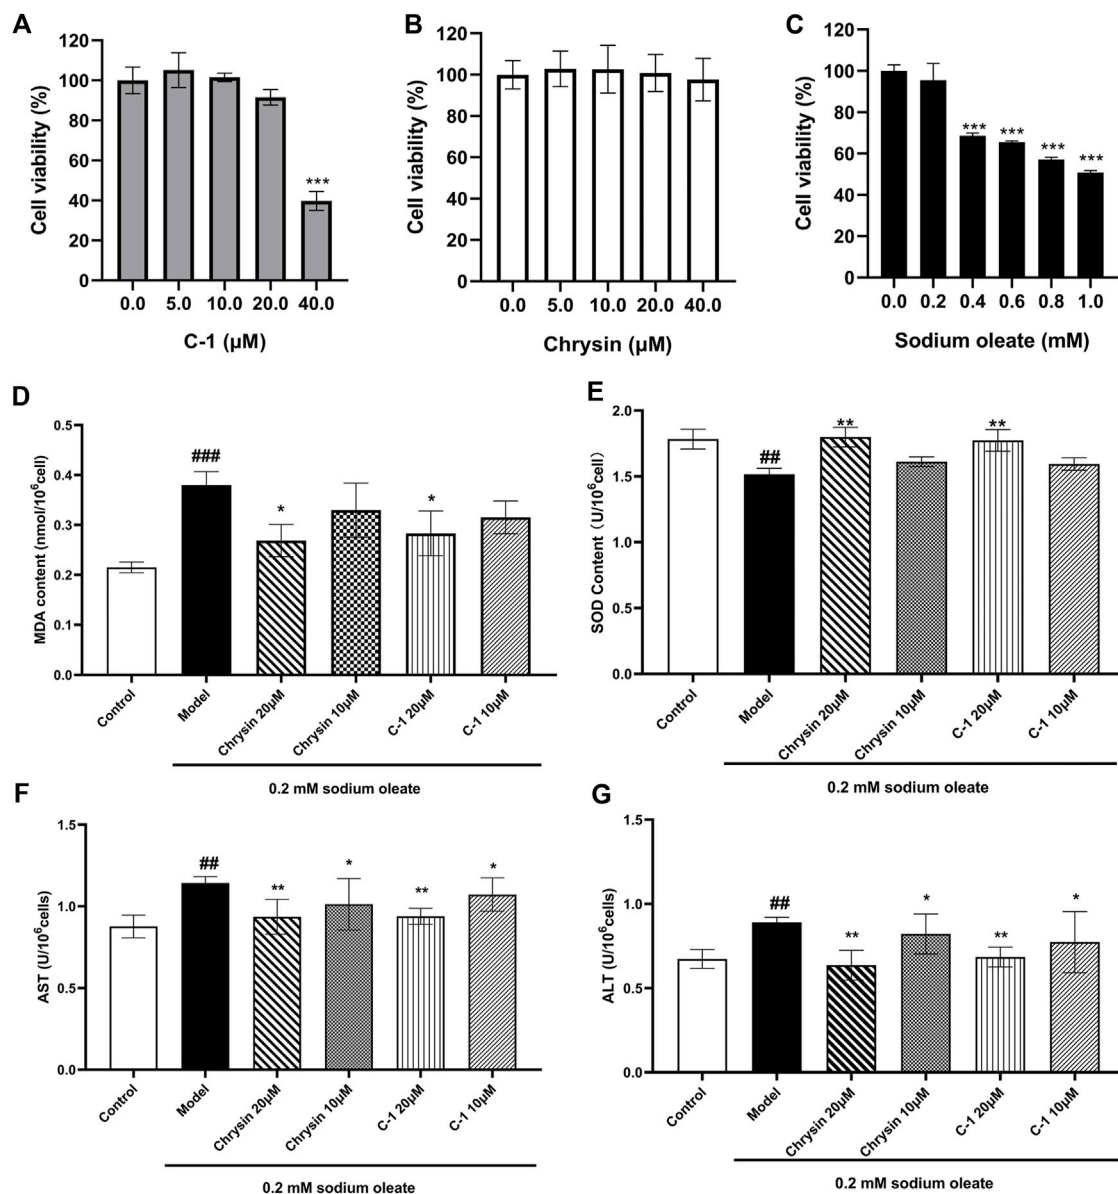 A
120
100
80
60
40
20
0
Cell viability (%)
***
0.0 5.0 10.0 20.0 40.0
C-1 (μM)
B
120
100
80
60
40
20
0
Cell viability (%)
0.0 5.0 10.0 20.0 40.0
Chrysin (μM)
C
120
100
80
60
40
20
0
Cell viability (%)
*** *** *** ***
0.0 0.2 0.4 0.6 0.8 1.0
Sodium oleate (mM)
D
0.5
0.4
0.3
0.2
0.1
0.0
MDA content (nmol/10⁶cell)
###
*
*
Control
Model
Chrysin 20μM
Chrysin 10μM
C-1 20μM
C-1 10μM
0.2 mM sodium oleate
E
2.0
1.5
1.0
0.5
0.0
SOD Content (U/10⁶cell)
##
**
**
Control
Model
Chrysin 20μM
Chrysin 10μM
C-1 20μM
C-1 10μM
0.2 mM sodium oleate
F
1.5
1.0
0.5
0.0
AST (U/10⁶cells)
##
**
*
**
*
Control
Model
Chrysin 20μM
Chrysin 10μM
C-1 20μM
C-1 10μM
0.2 mM sodium oleate
G
1.5
1.0
0.5
0.0
ALT (U/10⁶cells)
##
**
*
**
*
Control
Model
Chrysin 20μM
Chrysin 10μM
C-1 20μM
C-1 10μM
0.2 mM sodium oleate